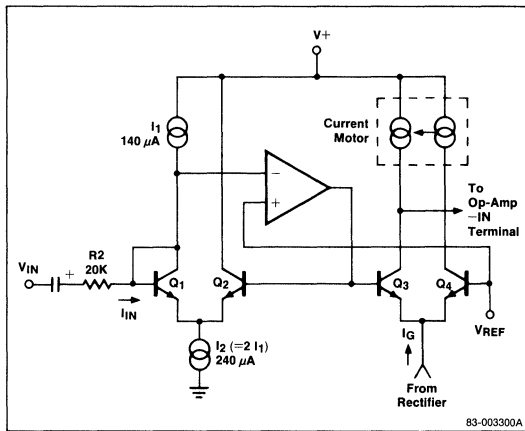 V+
I1
140 μA
Current
Motor
−
+
To
Op-Amp
−IN
Terminal
VIN
+
R2
20K
Q1
Q2
Q3
Q4
IIN
VREF
I2 (=2 I1)
240 μA
IG
From
Rectifier
83-003300A